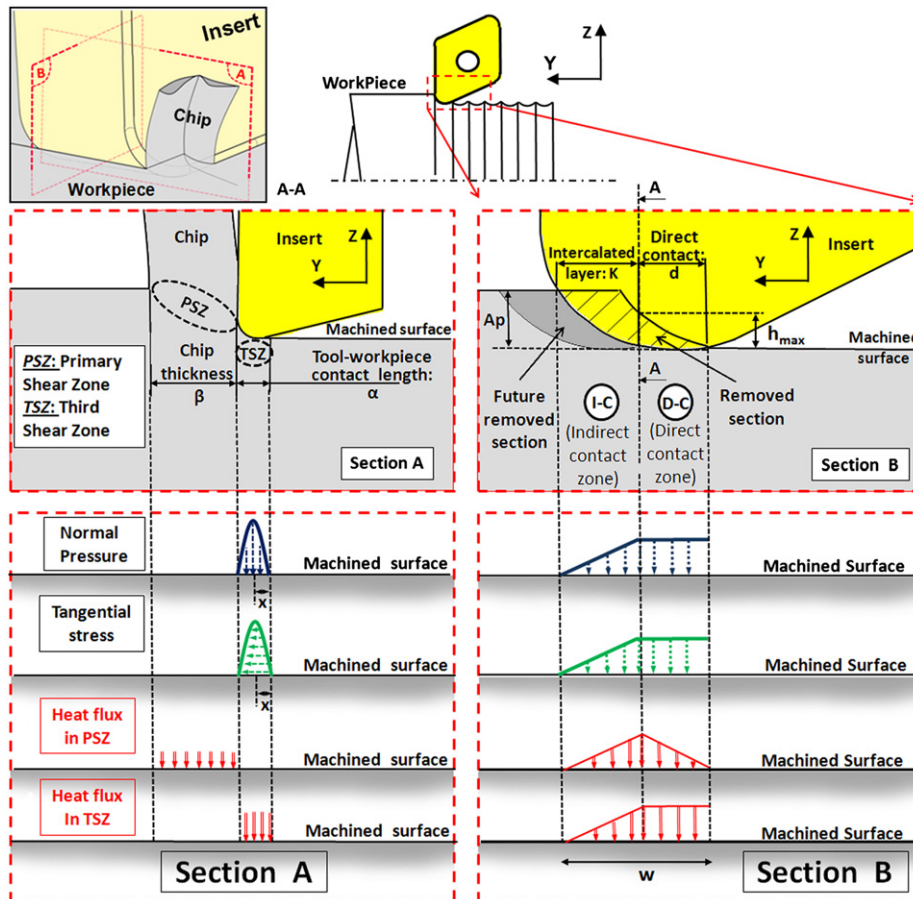 Insert
B
A
Chip
Workpiece
Z
Y
WorkPiece
A-A
Chip
Insert
Z
Y
PSZ
Machined surface
TSZ
PSZ: Primary
Shear Zone
TSZ: Third
Shear Zone
Chip
thickness
β
Tool-workpiece
contact length:
α
Section A
A
Intercalated
layer: K
Direct
contact:
d
Z
Insert
Y
Ap
hmax
Machined
surface
A
Future
removed
section
I-C
(Indirect
contact
zone)
D-C
(Direct
contact
zone)
Removed
section
Section B
Normal
Pressure
Machined surface
x
Tangential
stress
Machined surface
x
Heat flux
in PSZ
Machined surface
Heat flux
In TSZ
Machined surface
Section A
Machined Surface
Machined Surface
Machined Surface
Machined Surface
w
Section B